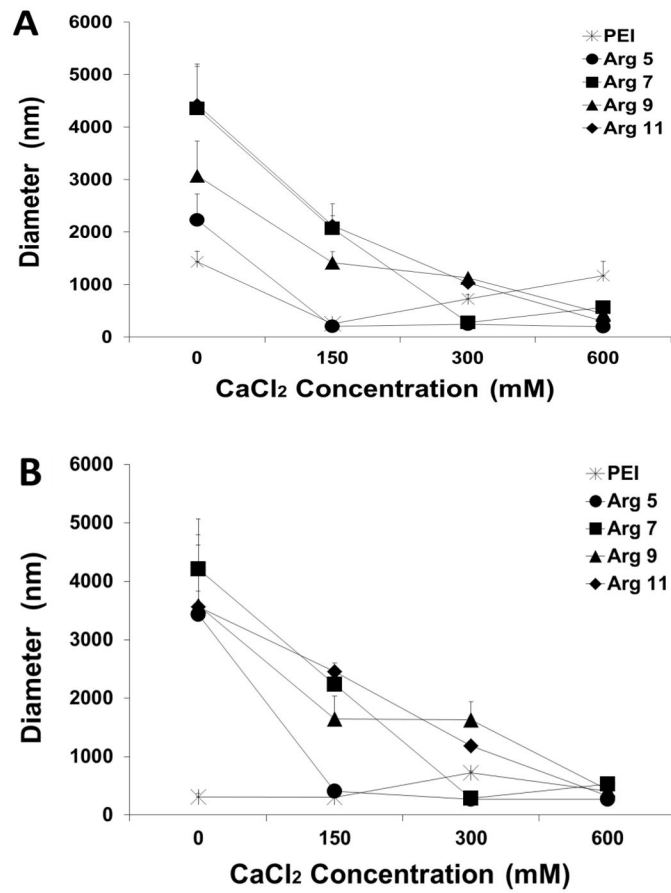 A
6000
5000
4000
3000
2000
1000
0
Diameter (nm)
PEI
Arg 5
Arg 7
Arg 9
Arg 11
0 150 300 600
CaCl₂ Concentration (mM)
B
6000
5000
4000
3000
2000
1000
0
Diameter (nm)
PEI
Arg 5
Arg 7
Arg 9
Arg 11
0 150 300 600
CaCl₂ Concentration (mM)